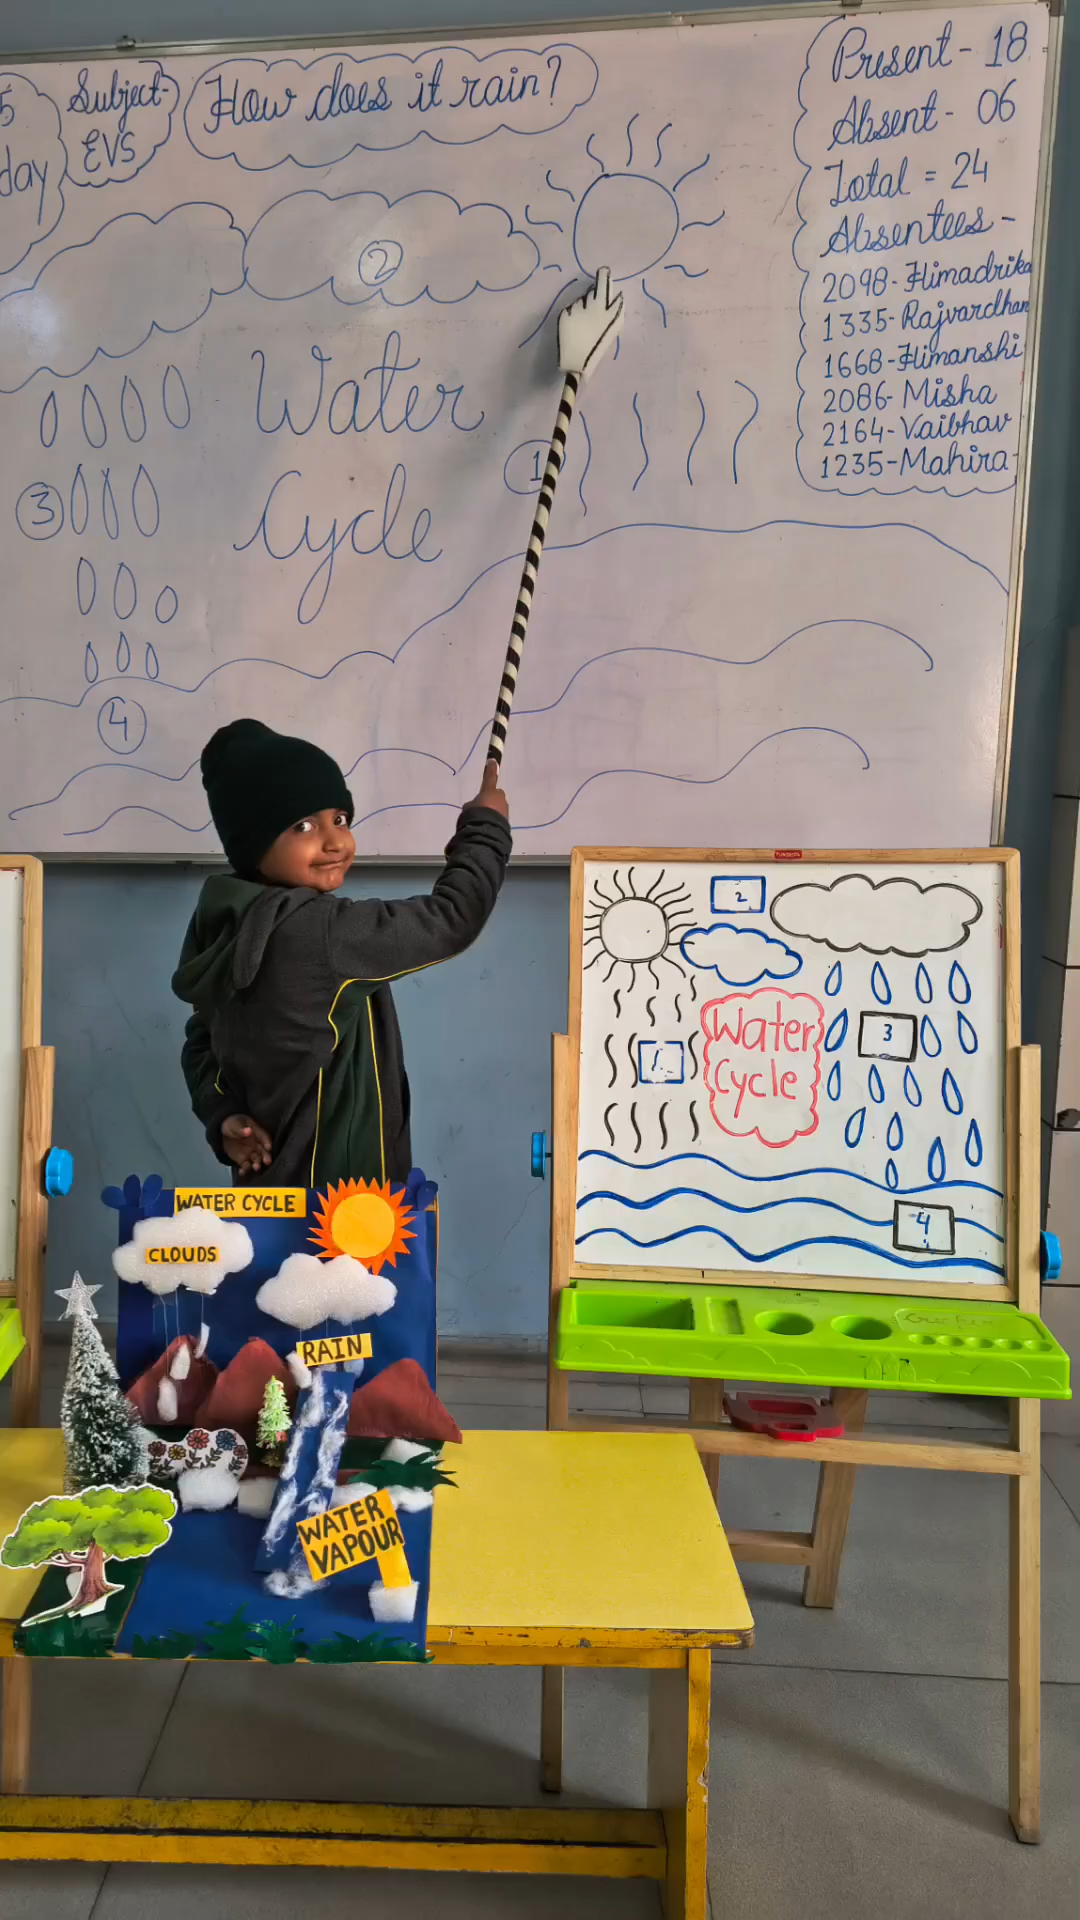 5
day
Subject-
EVS
How does it rain?
Present - 18
Absent - 06
Total = 24
Absentees -
2098- Himadrika
1335- Rajvardhan
1668- Himanshi
2086- Misha
2164- Vaibhav
1235- Mahira-
2
Water
Cycle
1
3
4
2
Water
Cycle
1.
3
4
WATER CYCLE
CLOUDS
RAIN
WATER
VAPOUR